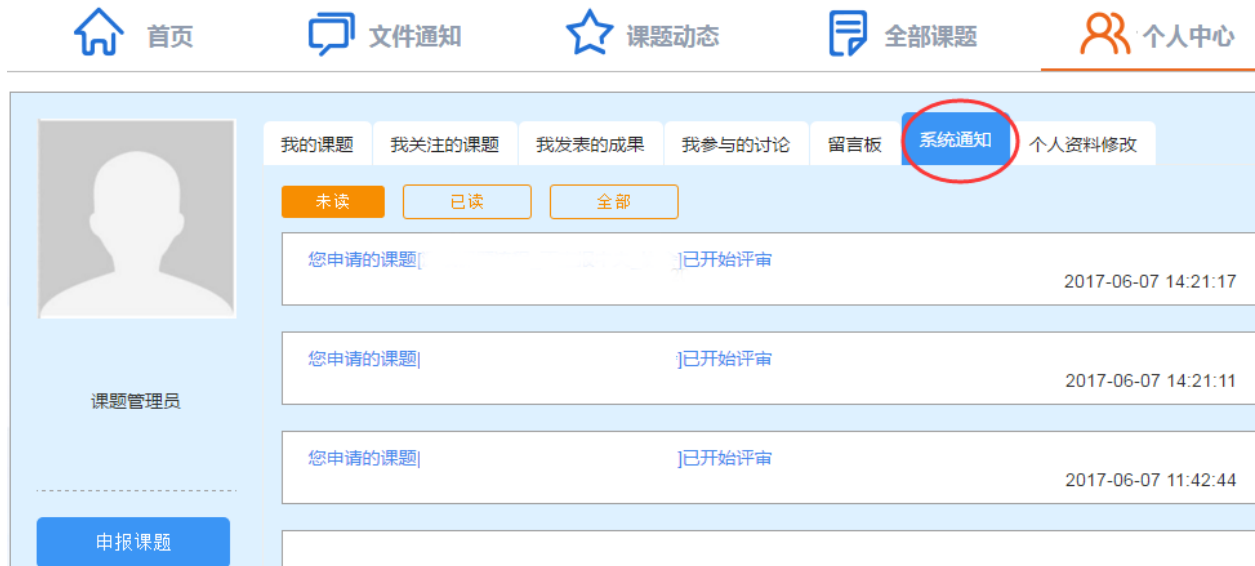 首页 文件通知 课题动态 全部课题 个人中心
我的课题 我关注的课题 我发表的成果 我参与的讨论 留言板 系统通知 个人资料修改
未读 已读 全部
您申请的课题[ ]已开始评审
2017-06-07 14:21:17
您申请的课题[ ]已开始评审
2017-06-07 14:21:11
课题管理员
您申请的课题[ ]已开始评审
2017-06-07 11:42:44
申报课题